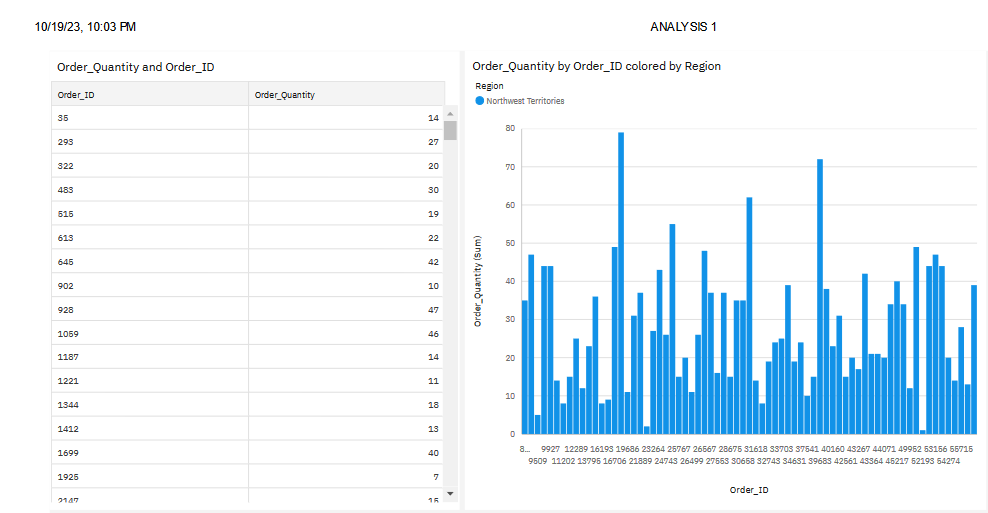 10/19/23, 10:03 PM
ANALYSIS 1
Order_Quantity and Order_ID
Order_ID Order_Quantity
35 14
293 27
322 20
483 30
515 19
613 22
645 42
902 10
928 47
1059 46
1187 14
1221 11
1344 18
1412 13
1699 40
1925 7
2147 15
Order_Quantity by Order_ID colored by Region
Region
Northwest Territories
80
70
60
50
40
30
20
10
0
Order_Quantity (Sum)
8... 9927 12289 16193 19686 23264 25767 26567 28675 31618 33703 37541 40160 43267 44071 49952 53156 55715
9509 11202 13795 16706 21889 24743 26499 27553 30658 32743 34631 39683 42561 43364 45217 52193 54274
Order_ID